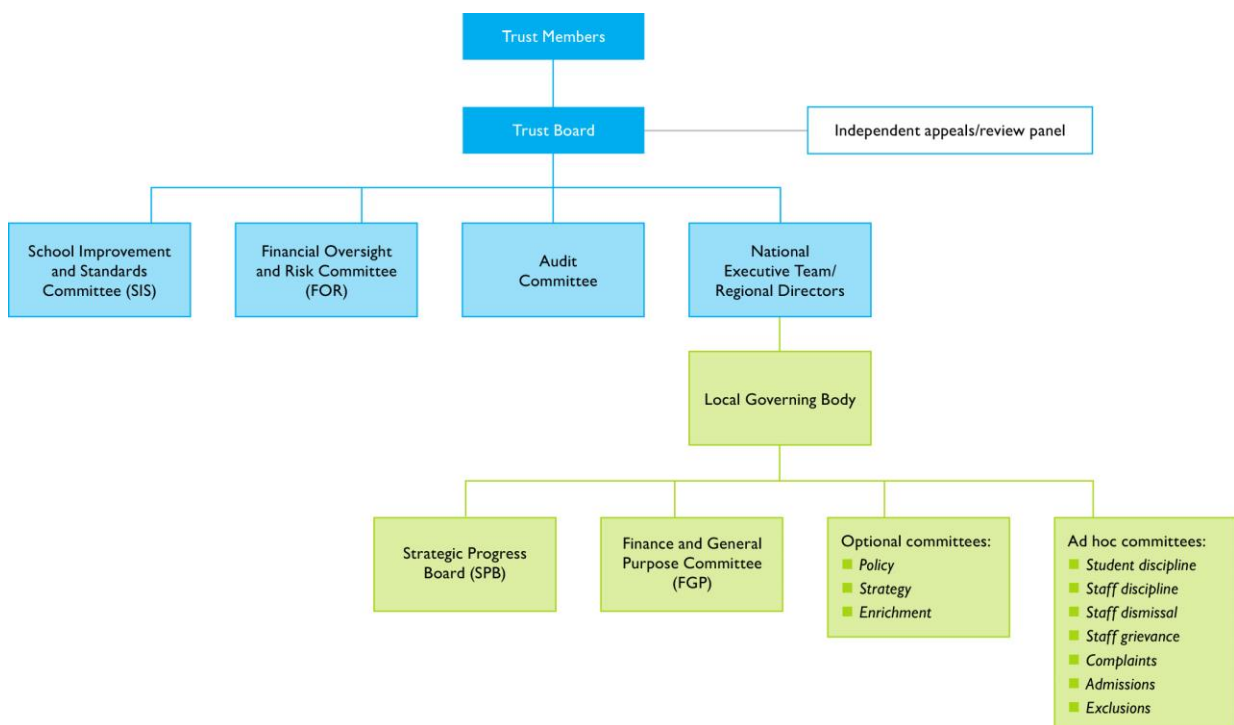 Trust Members
Trust Board
Independent appeals/review panel
School Improvement
and Standards
Committee (SIS)
Financial Oversight
and Risk Committee
(FOR)
Audit
Committee
National
Executive Team/
Regional Directors
Local Governing Body
Strategic Progress
Board (SPB)
Finance and General
Purpose Committee
(FGP)
Optional committees:
Policy
Strategy
Enrichment
Ad hoc committees:
Student discipline
Staff discipline
Staff dismissal
Staff grievance
Complaints
Admissions
Exclusions